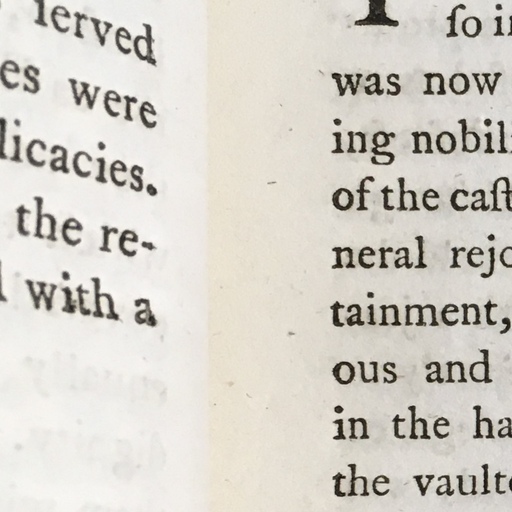 ſerved
es were
licacies.
the re-
with a
ſo i
was now
ing nobil
of the caſt
neral rejo
tainment,
ous and
in the ha
the vault